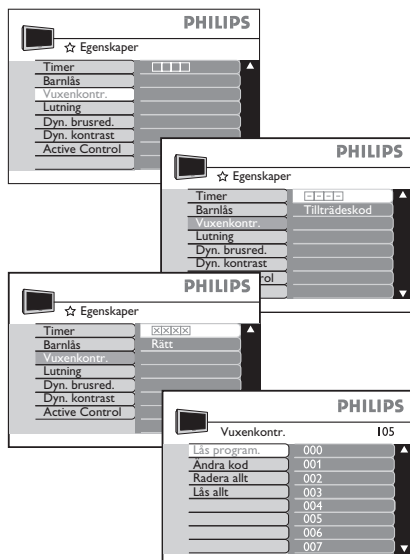 PHILIPS
☆ Egenskaper
Timer
Barnlås
Vuxenkontr.
Lutning
Dyn. brusred.
Dyn. kontrast
Active Control
PHILIPS
☆ Egenskaper
Timer ----
Barnlås Tillträdeskod
Vuxenkontr.
Lutning
Dyn. brusred.
Dyn. kontrast
rol
PHILIPS
☆ Egenskaper
Timer XXXX
Barnlås Rätt
Vuxenkontr.
Lutning
Dyn. brusred.
Dyn. kontrast
Active Control
PHILIPS
Vuxenkontr. 105
Lås program. 000
Ändra kod 001
Radera allt 002
Lås allt 003
004
005
006
007